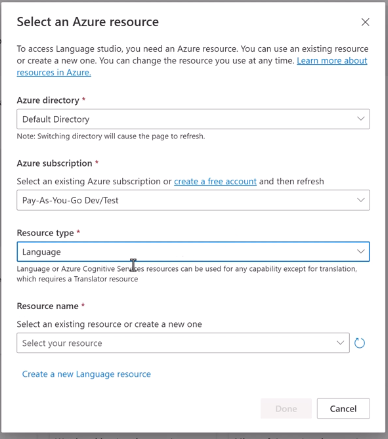 Select an Azure resource
To access Language studio, you need an Azure resource. You can use an existing resource
or create a new one. You can change the resource you use at any time. Learn more about
resources in Azure.
Azure directory *
Default Directory
Note: Switching directory will cause the page to refresh.
Azure subscription *
Select an existing Azure subscription or create a free account and then refresh
Pay-As-You-Go Dev/Test
Resource type *
Language
Language or Azure Cognitive Services resources can be used for any capability except for translation,
which requires a Translator resource
Resource name *
Select an existing resource or create a new one
Select your resource
Create a new Language resource
Done
Cancel